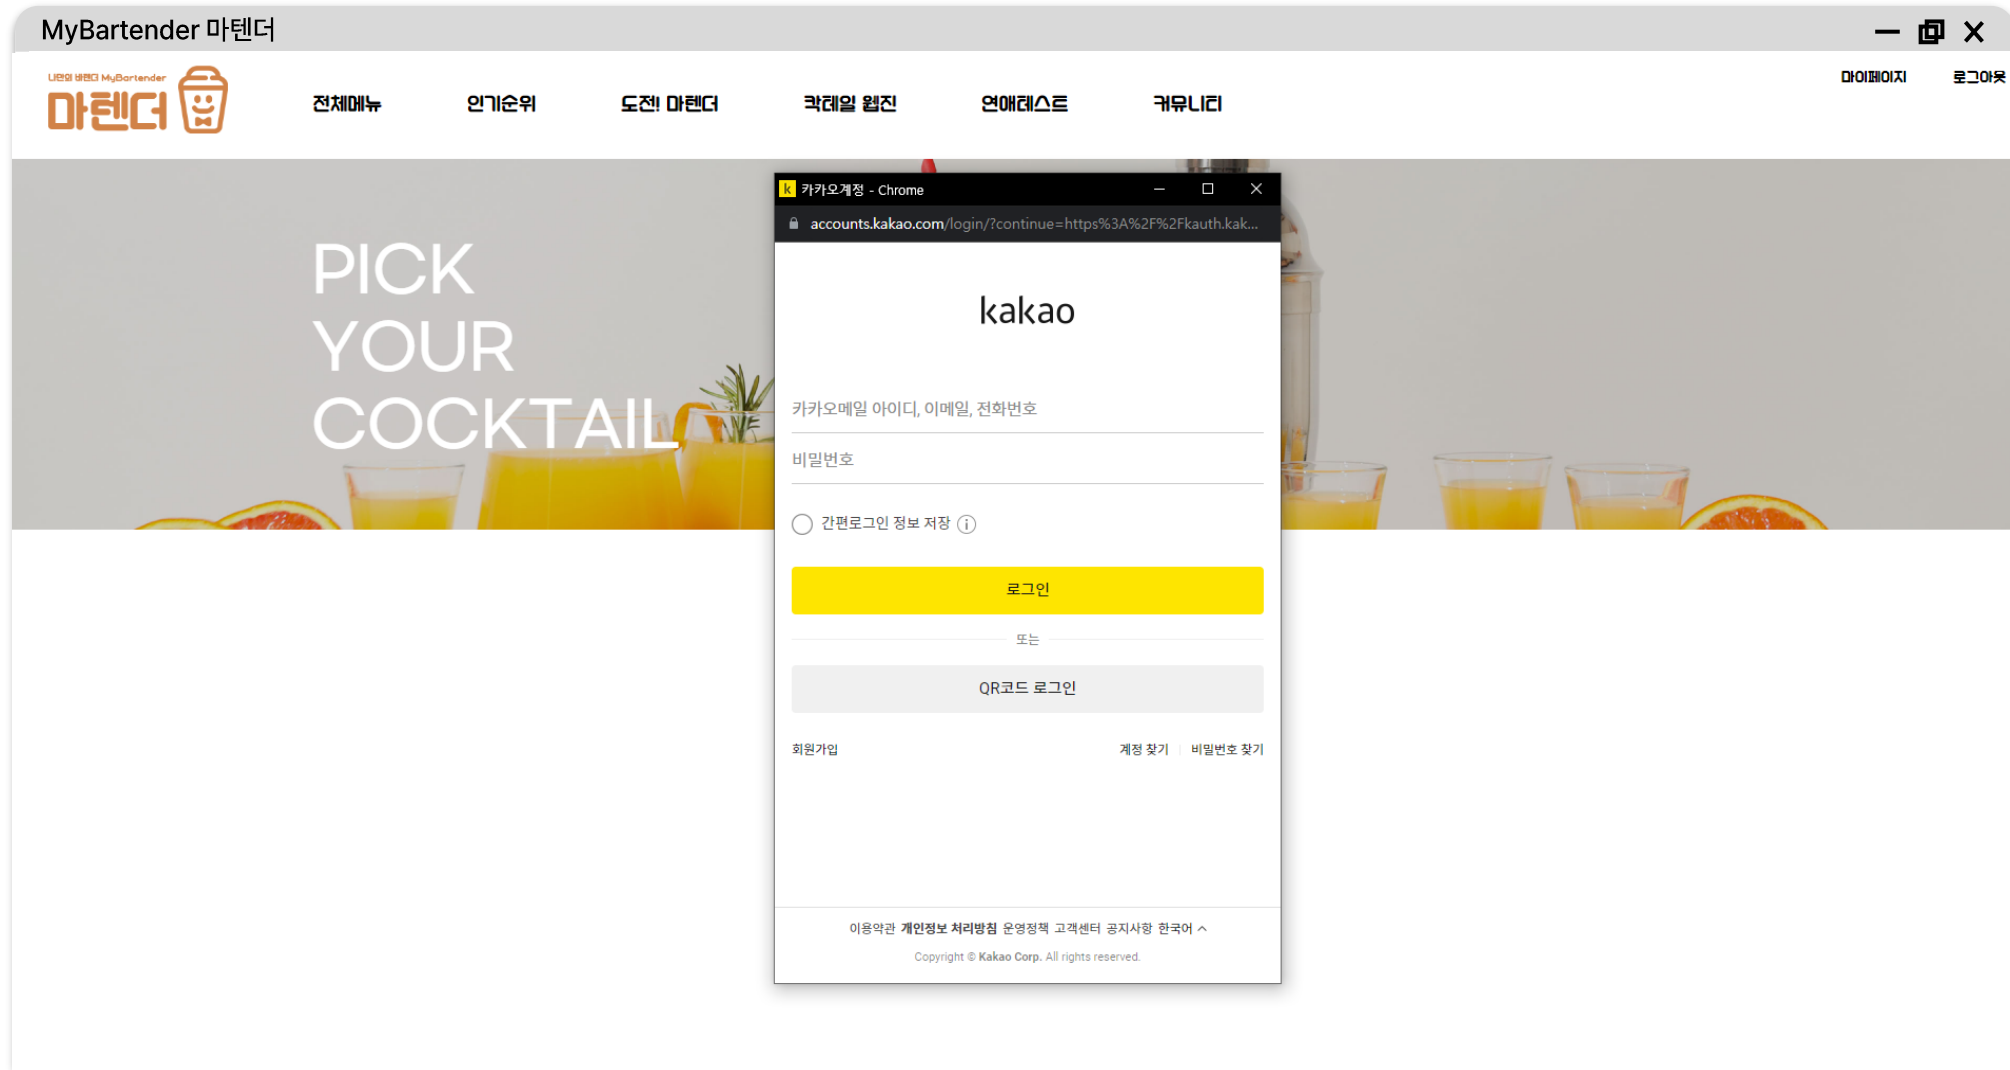 MyBartender 마텐더
나만의 바텐더 MyBartender
마텐더
전체메뉴
인기순위
도전! 마텐더
칵테일 웹진
연애테스트
커뮤니티
마이페이지
로그아웃
PICK
YOUR
COCKTAIL
k 카카오계정 - Chrome
accounts.kakao.com/login/?continue=https%3A%2F%2Fkauth.kak...
kakao
카카오메일 아이디, 이메일, 전화번호
비밀번호
간편로그인 정보 저장
로그인
또는
QR코드 로그인
회원가입
계정 찾기
비밀번호 찾기
이용약관 개인정보 처리방침 운영정책 고객센터 공지사항 한국어
Copyright © Kakao Corp. All rights reserved.